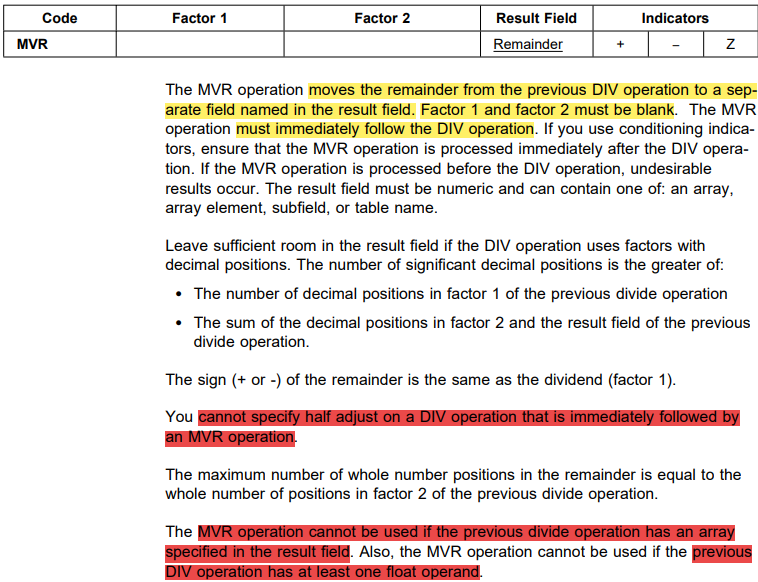 Code Factor 1 Factor 2 Result Field Indicators
MVR Remainder + − Z
The MVR operation moves the remainder from the previous DIV operation to a sep-
arate field named in the result field. Factor 1 and factor 2 must be blank. The MVR
operation must immediately follow the DIV operation. If you use conditioning indica-
tors, ensure that the MVR operation is processed immediately after the DIV opera-
tion. If the MVR operation is processed before the DIV operation, undesirable
results occur. The result field must be numeric and can contain one of: an array,
array element, subfield, or table name.
Leave sufficient room in the result field if the DIV operation uses factors with
decimal positions. The number of significant decimal positions is the greater of:
• The number of decimal positions in factor 1 of the previous divide operation
• The sum of the decimal positions in factor 2 and the result field of the previous
divide operation.
The sign (+ or -) of the remainder is the same as the dividend (factor 1).
You cannot specify half adjust on a DIV operation that is immediately followed by
an MVR operation.
The maximum number of whole number positions in the remainder is equal to the
whole number of positions in factor 2 of the previous divide operation.
The MVR operation cannot be used if the previous divide operation has an array
specified in the result field. Also, the MVR operation cannot be used if the previous
DIV operation has at least one float operand.